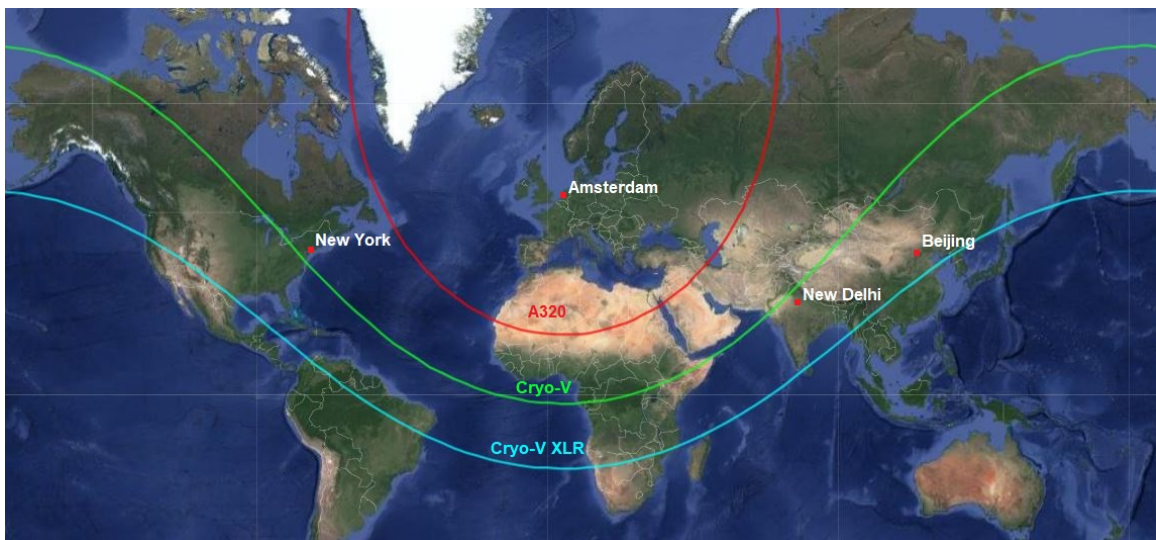 Amsterdam
New York
Beijing
New Delhi
A320
Cryo-V
Cryo-V XLR